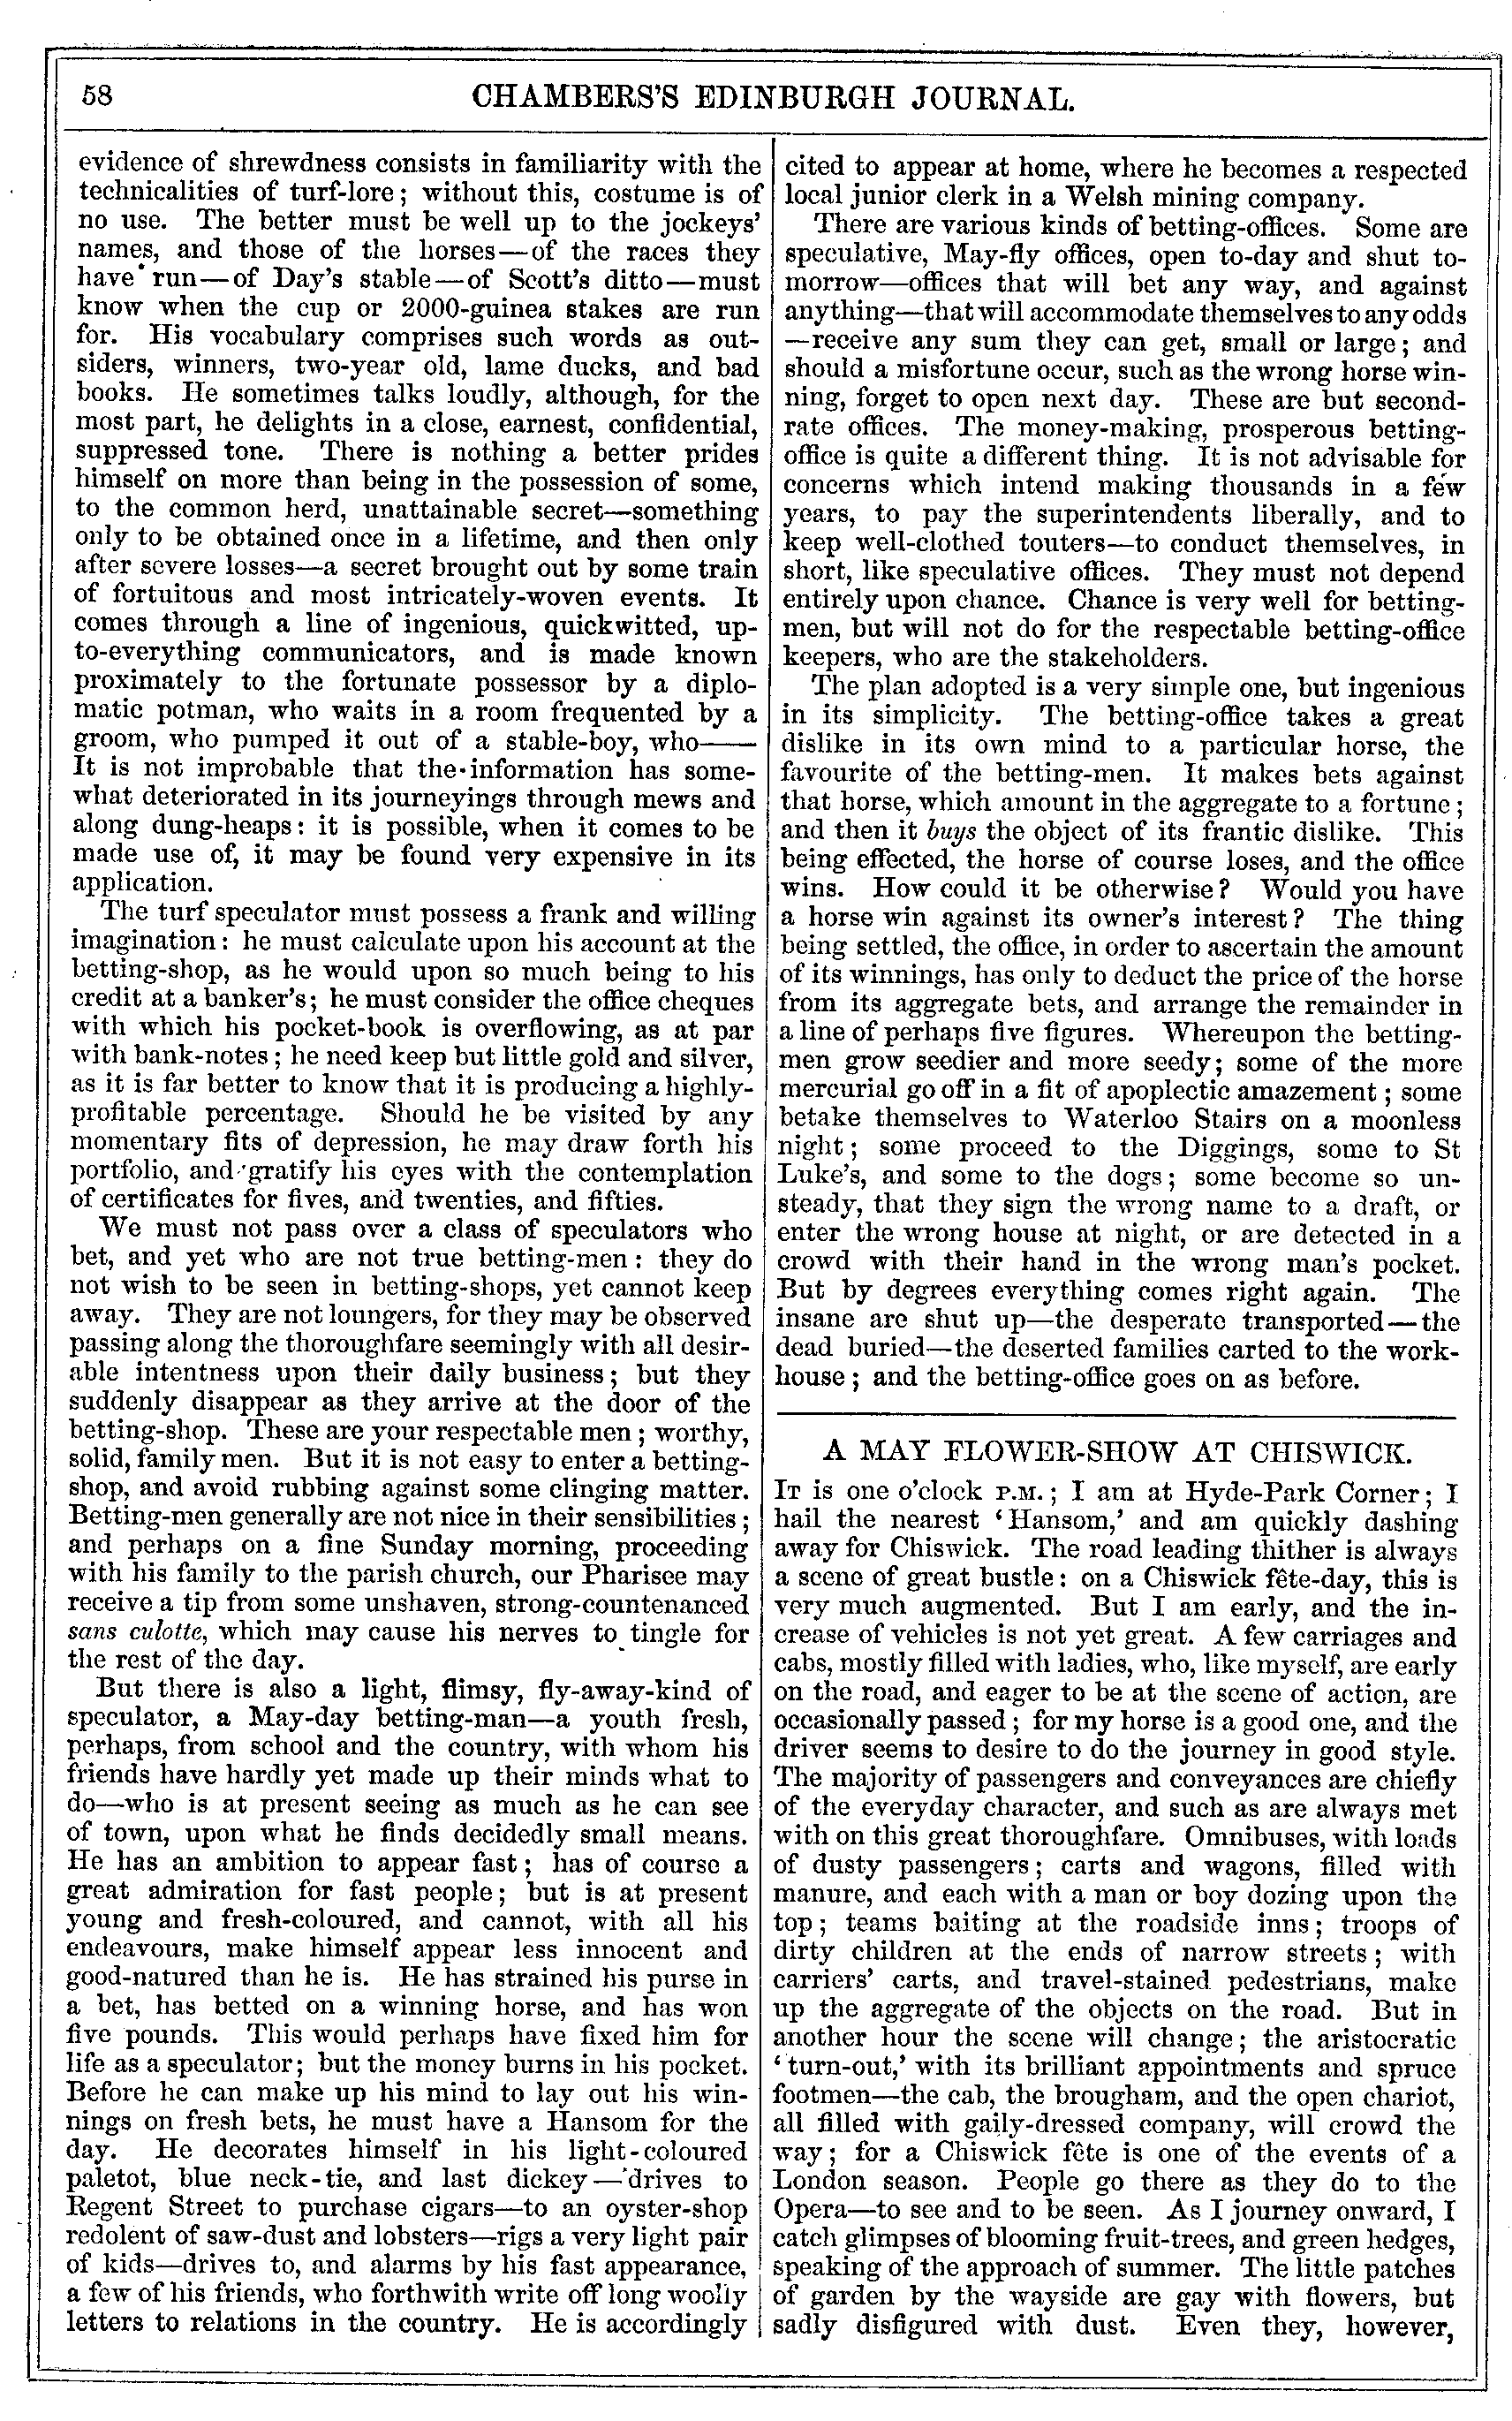 58
CHAMBERS'S EDINBURGH JOURNAL.
evidence of shrewdness consists in familiarity with the
technicalities of turf-lore; without this, costume is of
no use. The better must be well up to the jockeys'
names, and those of the horses—of the races they
have run—of Day's stable—of Scott's ditto—must
know when the cup or 2000-guinea stakes are run
for. His vocabulary comprises such words as out-
siders, winners, two-year old, lame ducks, and bad
books. He sometimes talks loudly, although, for the
most part, he delights in a close, earnest, confidential,
suppressed tone. There is nothing a better prides
himself on more than being in the possession of some,
to the common herd, unattainable secret—something
only to be obtained once in a lifetime, and then only
after severe losses—a secret brought out by some train
of fortuitous and most intricately-woven events. It
comes through a line of ingenious, quickwitted, up-
to-everything communicators, and is made known
proximately to the fortunate possessor by a diplo-
matic potman, who waits in a room frequented by a
groom, who pumped it out of a stable-boy, who——
It is not improbable that the information has some-
what deteriorated in its journeyings through mews and
along dung-heaps: it is possible, when it comes to be
made use of, it may be found very expensive in its
application.
The turf speculator must possess a frank and willing
imagination: he must calculate upon his account at the
betting-shop, as he would upon so much being to his
credit at a banker's; he must consider the office cheques
with which his pocket-book is overflowing, as at par
with bank-notes; he need keep but little gold and silver,
as it is far better to know that it is producing a highly-
profitable percentage. Should he be visited by any
momentary fits of depression, he may draw forth his
portfolio, and gratify his eyes with the contemplation
of certificates for fives, and twenties, and fifties.
We must not pass over a class of speculators who
bet, and yet who are not true betting-men: they do
not wish to be seen in betting-shops, yet cannot keep
away. They are not loungers, for they may be observed
passing along the thoroughfare seemingly with all desir-
able intentness upon their daily business; but they
suddenly disappear as they arrive at the door of the
betting-shop. These are your respectable men; worthy,
solid, family men. But it is not easy to enter a betting-
shop, and avoid rubbing against some clinging matter.
Betting-men generally are not nice in their sensibilities;
and perhaps on a fine Sunday morning, proceeding
with his family to the parish church, our Pharisee may
receive a tip from some unshaven, strong-countenanced
sans culotte, which may cause his nerves to tingle for
the rest of the day.
But there is also a light, flimsy, fly-away-kind of
speculator, a May-day betting-man—a youth fresh,
perhaps, from school and the country, with whom his
friends have hardly yet made up their minds what to
do—who is at present seeing as much as he can see
of town, upon what he finds decidedly small means.
He has an ambition to appear fast; has of course a
great admiration for fast people; but is at present
young and fresh-coloured, and cannot, with all his
endeavours, make himself appear less innocent and
good-natured than he is. He has strained his purse in
a bet, has betted on a winning horse, and has won
five pounds. This would perhaps have fixed him for
life as a speculator; but the money burns in his pocket.
Before he can make up his mind to lay out his win-
nings on fresh bets, he must have a Hansom for the
day. He decorates himself in his light-coloured
paletot, blue neck-tie, and last dickey—drives to
Regent Street to purchase cigars—to an oyster-shop
redolent of saw-dust and lobsters—rigs a very light pair
of kids—drives to, and alarms by his fast appearance,
a few of his friends, who forthwith write off long woolly
letters to relations in the country. He is accordingly
cited to appear at home, where he becomes a respected
local junior clerk in a Welsh mining company.
There are various kinds of betting-offices. Some are
speculative, May-fly offices, open to-day and shut to-
morrow—offices that will bet any way, and against
anything—that will accommodate themselves to any odds
—receive any sum they can get, small or large; and
should a misfortune occur, such as the wrong horse win-
ning, forget to open next day. These are but second-
rate offices. The money-making, prosperous betting-
office is quite a different thing. It is not advisable for
concerns which intend making thousands in a few
years, to pay the superintendents liberally, and to
keep well-clothed touters—to conduct themselves, in
short, like speculative offices. They must not depend
entirely upon chance. Chance is very well for betting-
men, but will not do for the respectable betting-office
keepers, who are the stakeholders.
The plan adopted is a very simple one, but ingenious
in its simplicity. The betting-office takes a great
dislike in its own mind to a particular horse, the
favourite of the betting-men. It makes bets against
that horse, which amount in the aggregate to a fortune;
and then it buys the object of its frantic dislike. This
being effected, the horse of course loses, and the office
wins. How could it be otherwise? Would you have
a horse win against its owner's interest? The thing
being settled, the office, in order to ascertain the amount
of its winnings, has only to deduct the price of the horse
from its aggregate bets, and arrange the remainder in
a line of perhaps five figures. Whereupon the betting-
men grow seedier and more seedy; some of the more
mercurial go off in a fit of apoplectic amazement; some
betake themselves to Waterloo Stairs on a moonless
night; some proceed to the Diggings, some to St
Luke's, and some to the dogs; some become so un-
steady, that they sign the wrong name to a draft, or
enter the wrong house at night, or are detected in a
crowd with their hand in the wrong man's pocket.
But by degrees everything comes right again. The
insane are shut up—the desperate transported—the
dead buried—the deserted families carted to the work-
house; and the betting-office goes on as before.
A MAY FLOWER-SHOW AT CHISWICK.
IT is one o'clock P.M.; I am at Hyde-Park Corner; I
hail the nearest 'Hansom,' and am quickly dashing
away for Chiswick. The road leading thither is always
a scene of great bustle: on a Chiswick fête-day, this is
very much augmented. But I am early, and the in-
crease of vehicles is not yet great. A few carriages and
cabs, mostly filled with ladies, who, like myself, are early
on the road, and eager to be at the scene of action, are
occasionally passed; for my horse is a good one, and the
driver seems to desire to do the journey in good style.
The majority of passengers and conveyances are chiefly
of the everyday character, and such as are always met
with on this great thoroughfare. Omnibuses, with loads
of dusty passengers; carts and wagons, filled with
manure, and each with a man or boy dozing upon the
top; teams baiting at the roadside inns; troops of
dirty children at the ends of narrow streets; with
carriers' carts, and travel-stained pedestrians, make
up the aggregate of the objects on the road. But in
another hour the scene will change; the aristocratic
'turn-out,' with its brilliant appointments and spruce
footmen—the cab, the brougham, and the open chariot,
all filled with gaily-dressed company, will crowd the
way; for a Chiswick fête is one of the events of a
London season. People go there as they do to the
Opera—to see and to be seen. As I journey onward, I
catch glimpses of blooming fruit-trees, and green hedges,
speaking of the approach of summer. The little patches
of garden by the wayside are gay with flowers, but
sadly disfigured with dust. Even they, however,